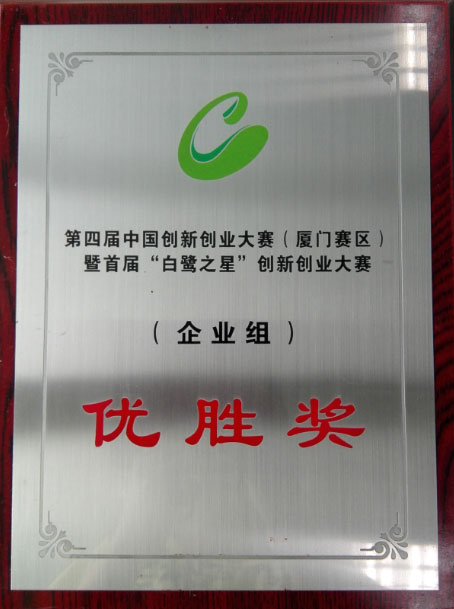 第四届中国创新创业大赛（厦门赛区）
暨首届“白鹭之星”创新创业大赛
（企业组）
优胜奖